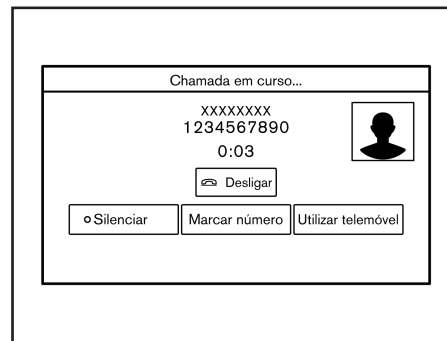 Chamada em curso...
XXXXXXXX
1234567890
0:03
Desligar
Silenciar Marcar número Utilizar telemóvel